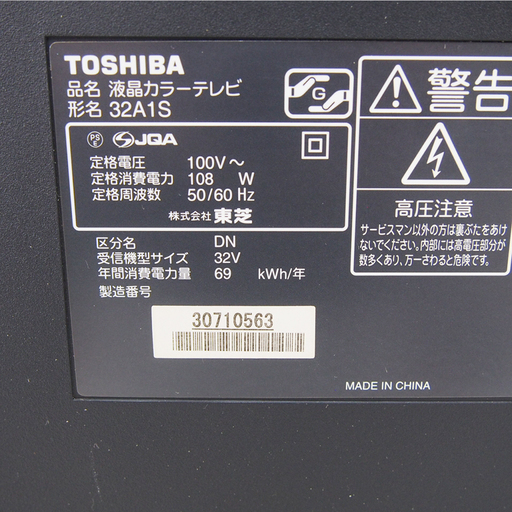 TOSHIBA
品名 液晶カラーテレビ
形名 32A1S
G
PS
E
JQA
定格電圧 100V～
定格消費電力 108 W
定格周波数 50/60 Hz
株式会社 東芝
区分名 DN
受信機型サイズ 32V
年間消費電力量 69 kWh/年
製造番号
30710563
警告
高圧注意
サービスマン以外の方は裏ぶたをあけ
ないでください。内部には高電圧部分が
数多くあり、万一さわると危険です。
MADE IN CHINA